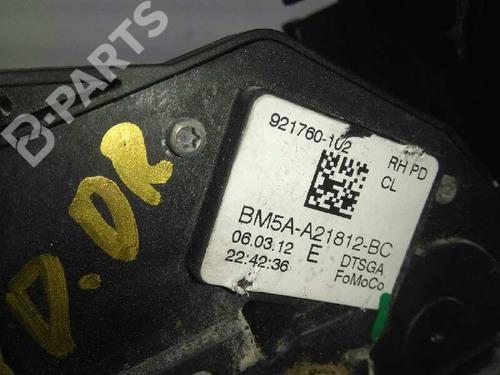 B-PARTS
921760-102
RH PD
CL
BM5A-A21812-BC
06.03.12 E DTSGA
22:42:36 FoMoCo
D.DR